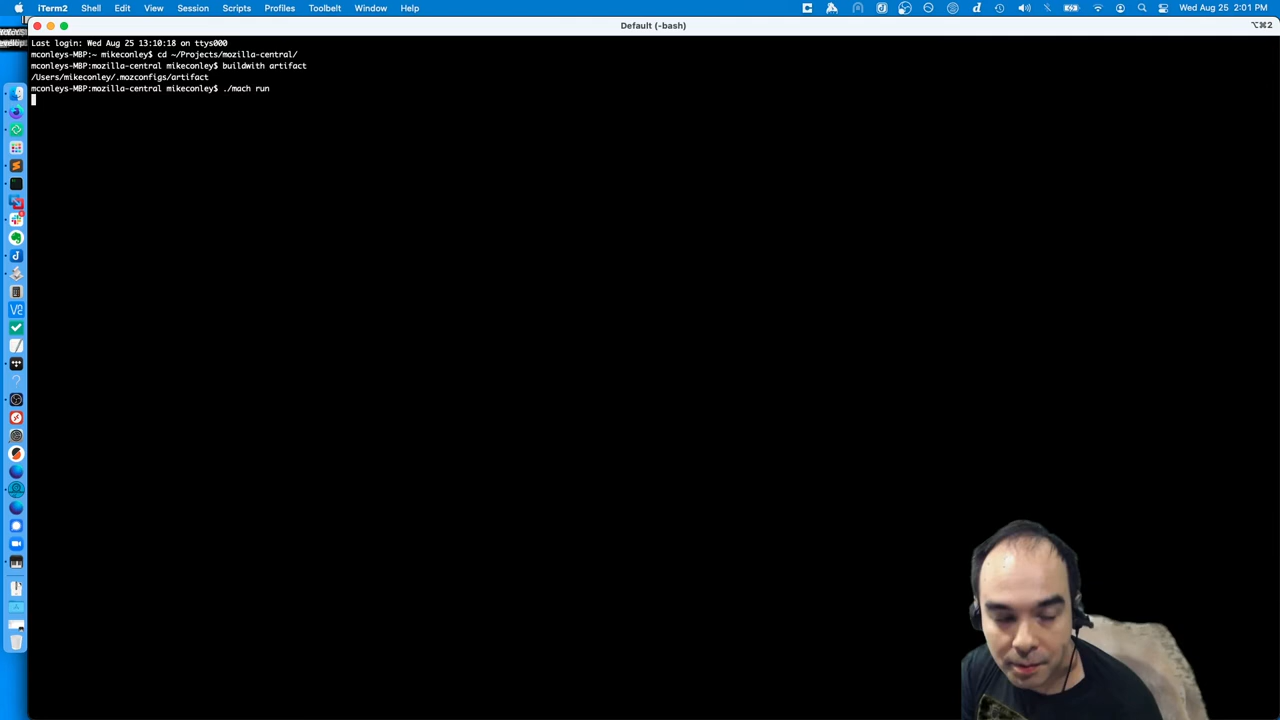 iTerm2 Shell Edit View Session Scripts Profiles Toolbelt Window Help Wed Aug 25 2:01 PM
Default (-bash) ⌥⌘2
Last login: Wed Aug 25 13:10:18 on ttys000
mconleys-MBP:~ mikeconley$ cd ~/Projects/mozilla-central/
mconleys-MBP:mozilla-central mikeconley$ buildwith artifact
/Users/mikeconley/.mozconfigs/artifact
mconleys-MBP:mozilla-central mikeconley$ ./mach run